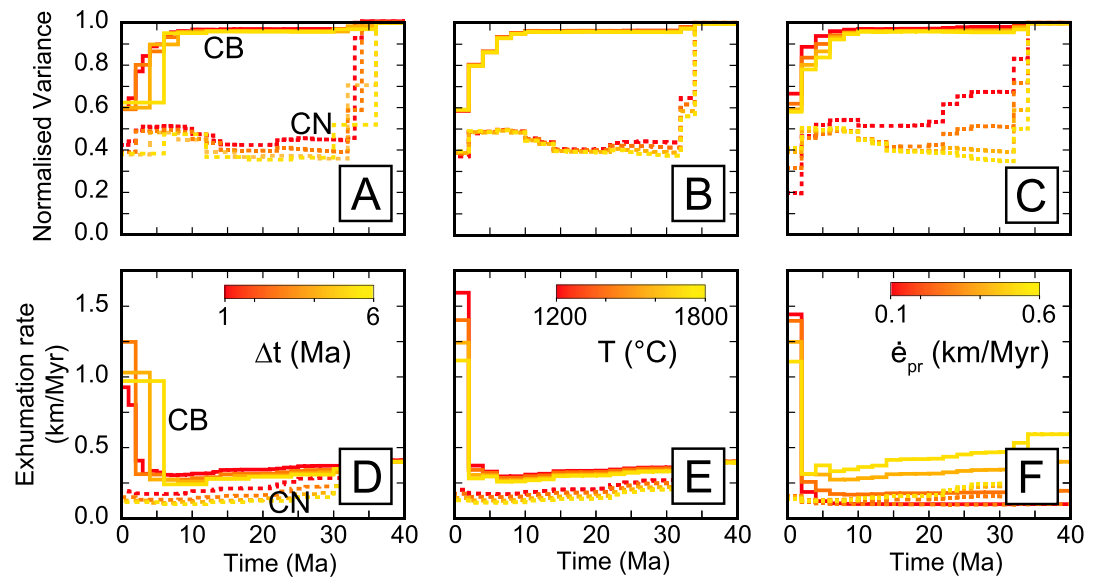 Normalised Variance
1.0
0.8
0.6
0.4
0.2
0.0
CB
CN
A
B
C
Exhumation rate
(km/Myr)
1.5
1.0
0.5
0.0
1 6
Δt (Ma)
CB
CN
D
1200 1800
T (°C)
E
0.1 0.6
ėpr (km/Myr)
F
0 10 20 30 40
0 10 20 30 40
0 10 20 30 40
Time (Ma)
Time (Ma)
Time (Ma)